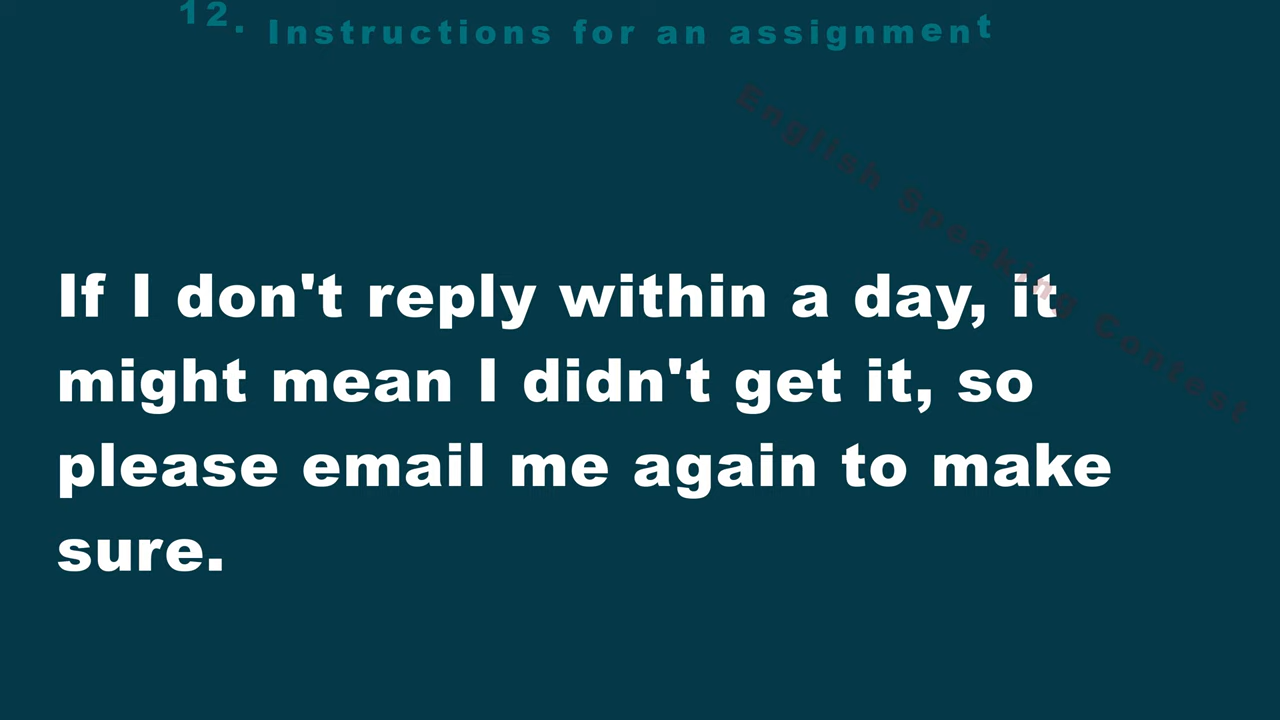 12. Instructions for an assignment
English Speaking Contest
If I don't reply within a day, it
might mean I didn't get it, so
please email me again to make
sure.